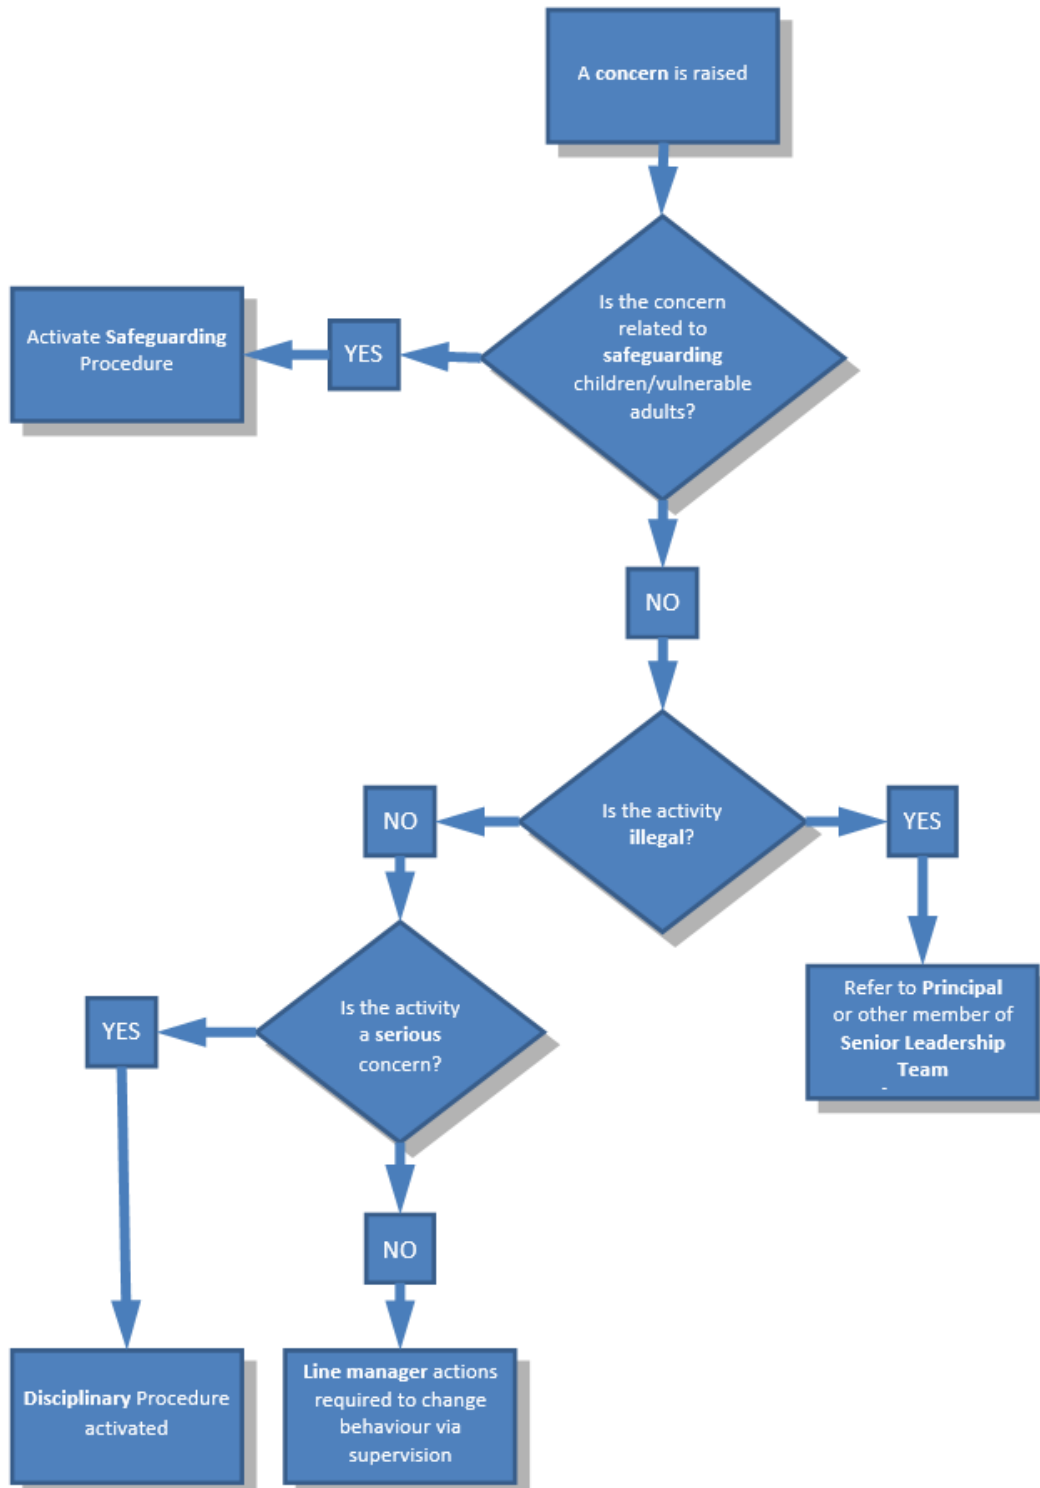 A concern is raised
Is the concern
related to
safeguarding
children/vulnerable
adults?
YES
Activate Safeguarding
Procedure
NO
Is the activity
illegal?
NO
YES
Refer to Principal
or other member of
Senior Leadership
Team
-
Is the activity
a serious
concern?
YES
NO
Disciplinary Procedure
activated
Line manager actions
required to change
behaviour via
supervision